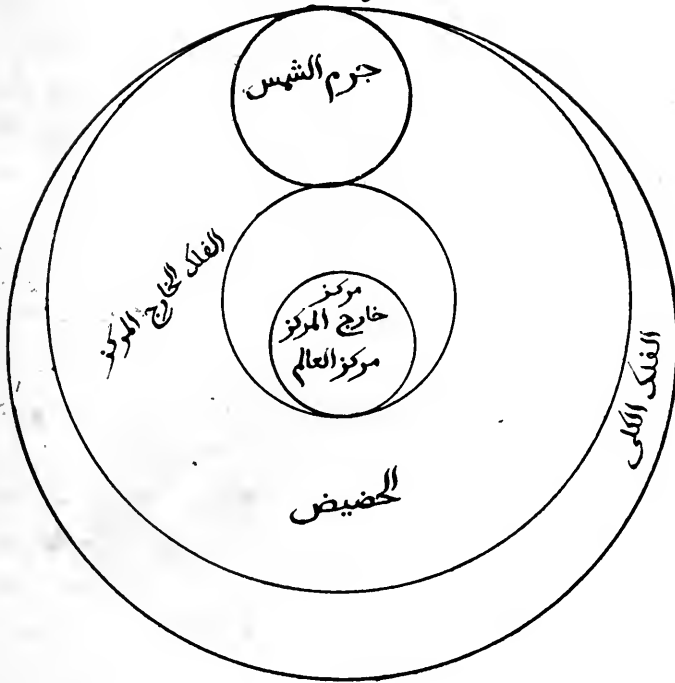 جرم الشمس
الفلك الخارج المركز
مركز
خارج المركز
مركز العالم
الفلك الكلى
الحضيض